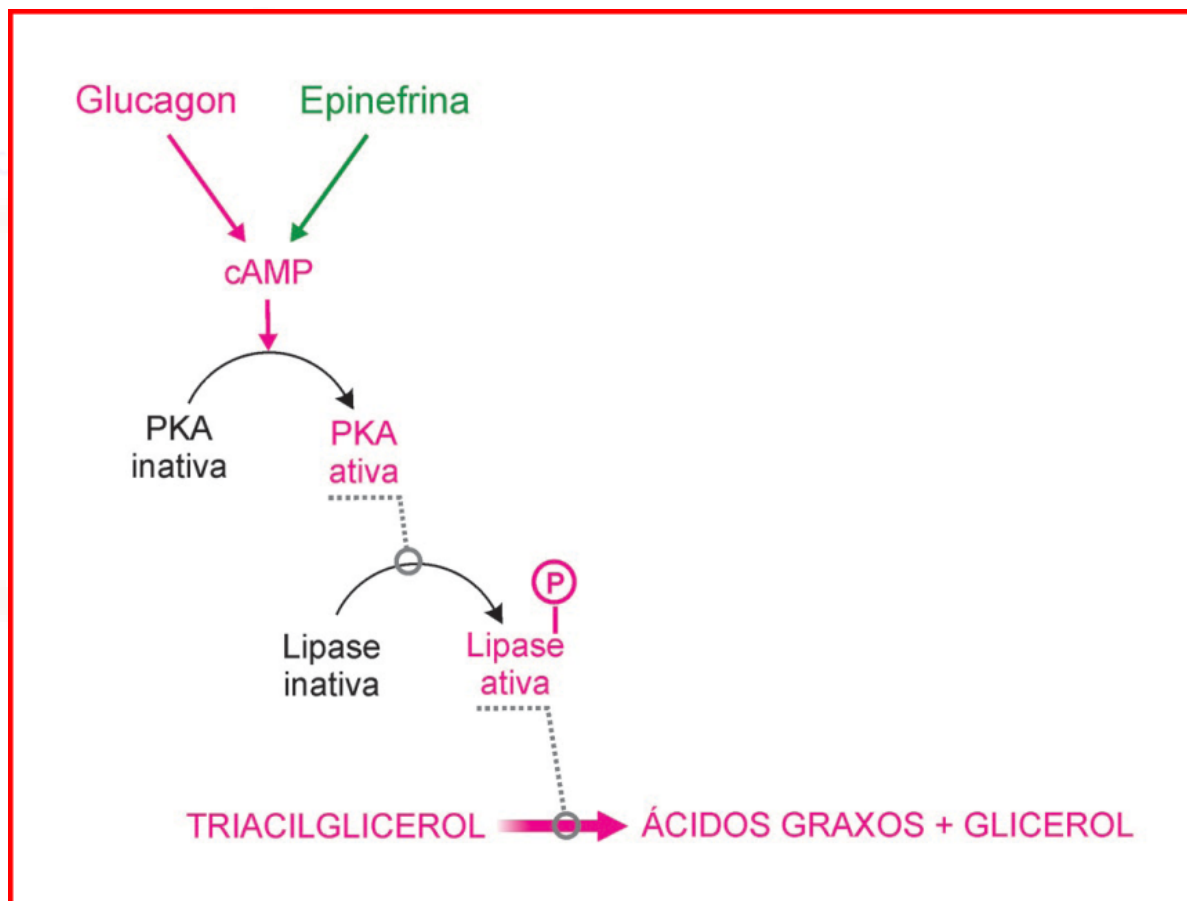 Glucagon
Epinefrina
cAMP
PKA
inativa
PKA
ativa
P
Lipase
inativa
Lipase
ativa
TRIACILGLICEROL
ÁCIDOS GRAXOS + GLICEROL